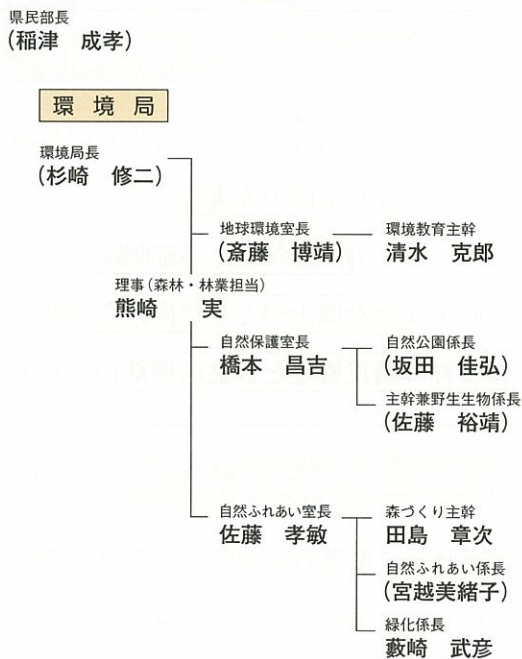 県民部長
(稲津 成孝)
環境局
環境局長
(杉崎 修二)
地球環境室長
(斎藤 博靖)
環境教育主幹
清水 克郎
理事(森林・林業担当)
熊崎 実
自然保護室長
橋本 昌吉
自然公園係長
(坂田 佳弘)
主幹兼野生生物係長
(佐藤 裕靖)
自然ふれあい室長
佐藤 孝敏
森づくり主幹
田島 章次
自然ふれあい係長
(宮越美緒子)
緑化係長
藪崎 武彦